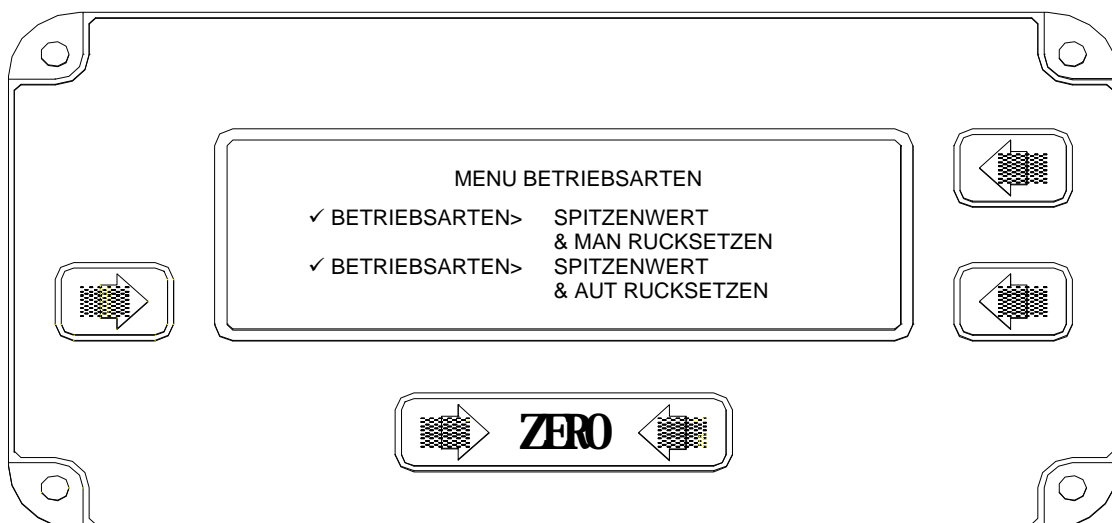 MENU BETRIEBSARTEN
✓ BETRIEBSARTEN> SPITZENWERT
& MAN RUCKSETZEN
✓ BETRIEBSARTEN> SPITZENWERT
& AUT RUCKSETZEN
ZERO